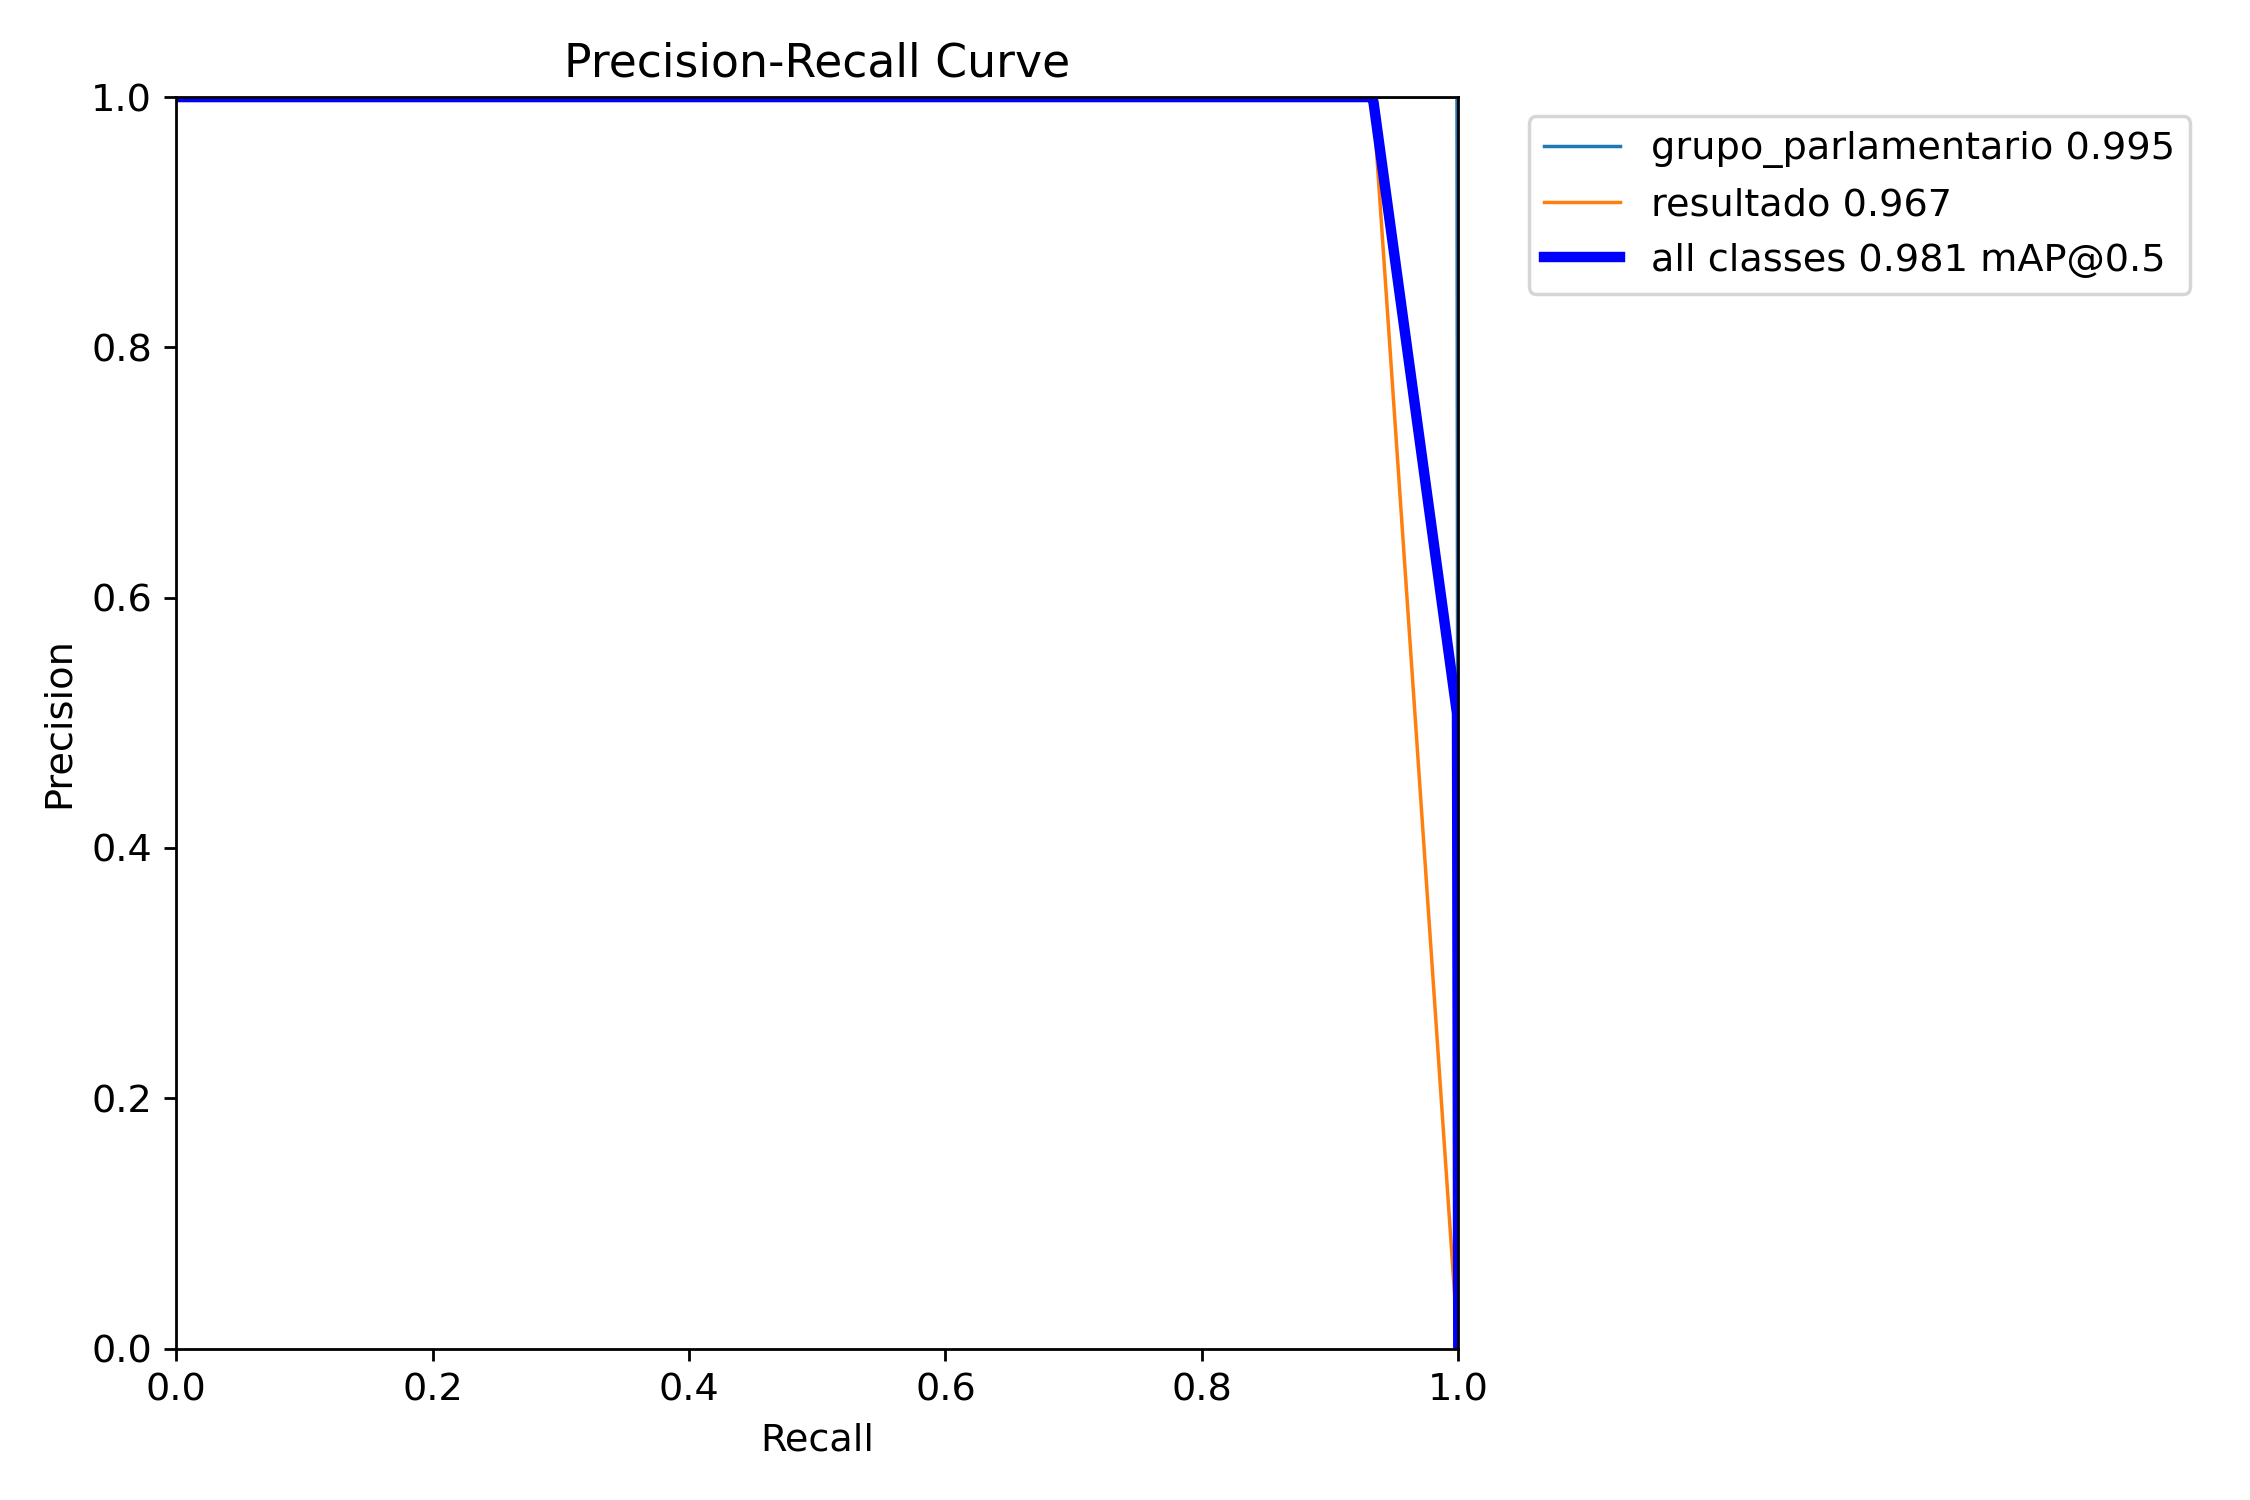 Precision-Recall Curve
1.0
0.8
0.6
0.4
0.2
0.0
Precision
0.0 0.2 0.4 0.6 0.8 1.0
Recall
grupo_parlamentario 0.995
resultado 0.967
all classes 0.981 mAP@0.5